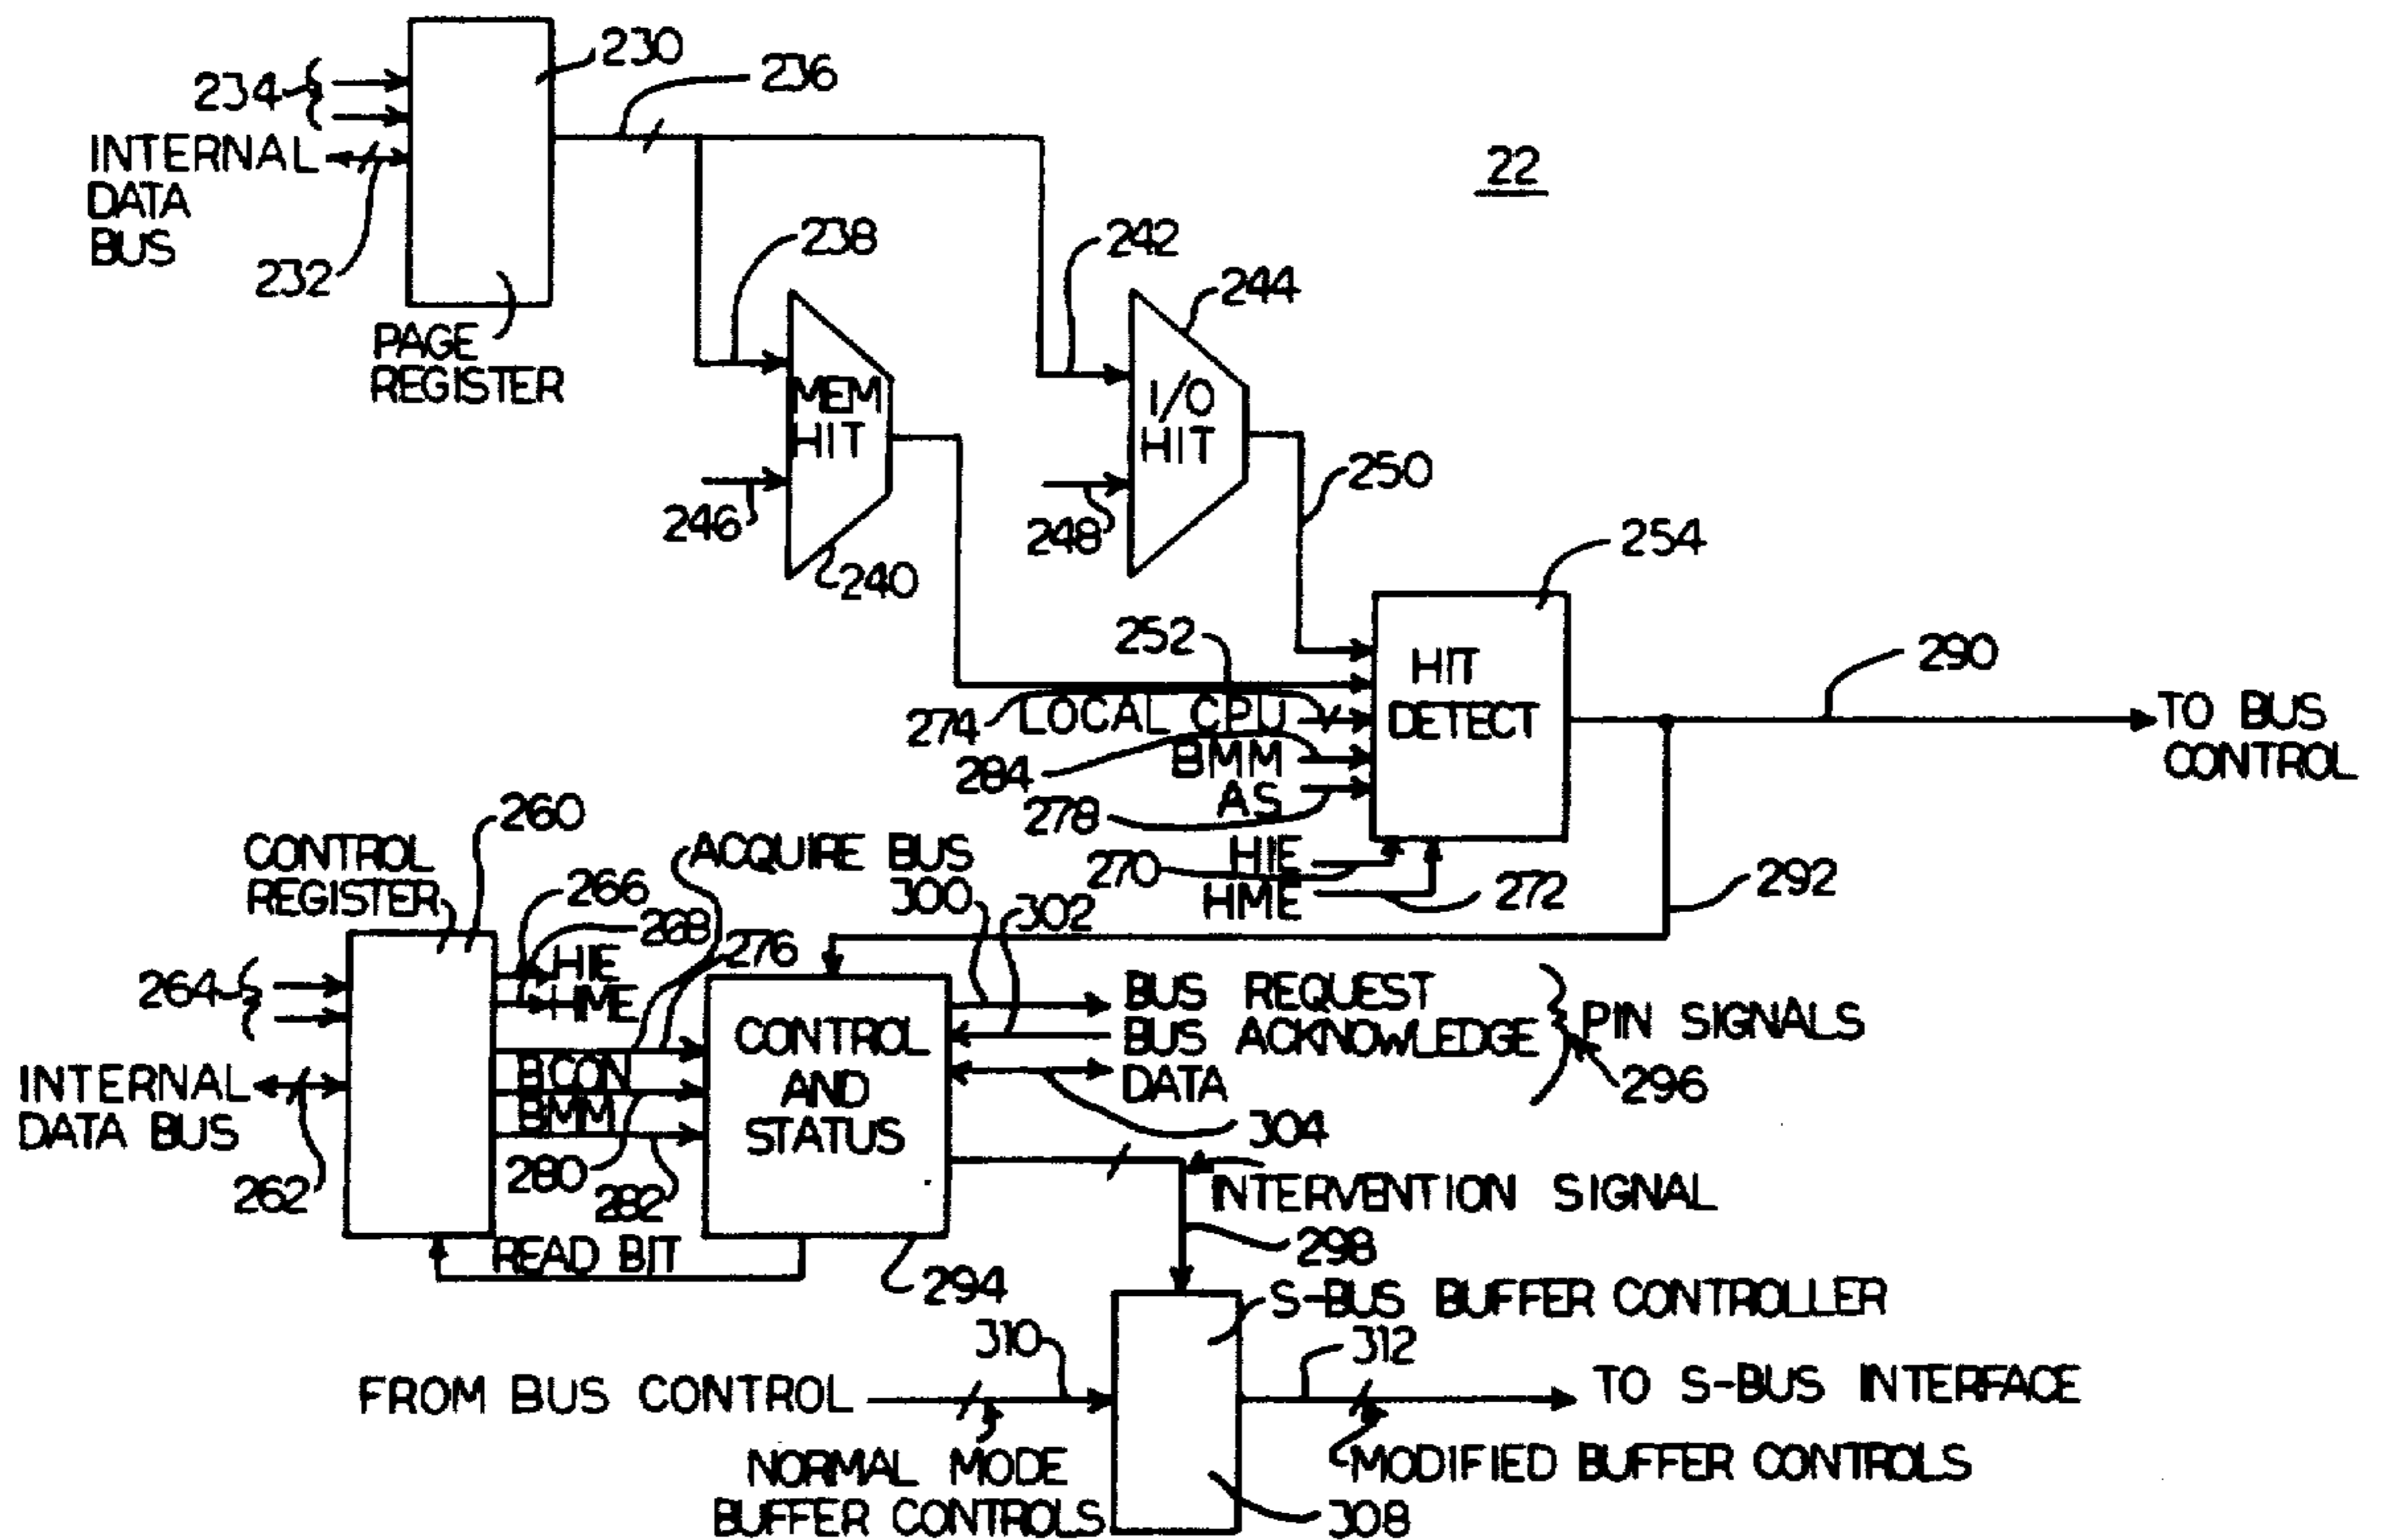 230
234
236
INTERNAL
DATA
BUS
232
22
PAGE
REGISTER
238
242
244
MEM
HIT
I/O
HIT
246
248
250
240
254
252
HIT
DETECT
290
274
LOCAL CPU
TO BUS
CONTROL
284
BMM
278
AS
270
HIE
HME
272
292
260
CONTROL
REGISTER
ACQUIRE BUS
266
300
302
268
276
HIE
HME
264
BUS REQUEST
BUS ACKNOWLEDGE
DATA
PIN SIGNALS
296
CONTROL
AND
STATUS
BCON
BMM
INTERNAL
DATA BUS
262
280
282
304
INTERVENTION SIGNAL
298
READ BIT
294
S-BUS BUFFER CONTROLLER
310
312
FROM BUS CONTROL
TO S-BUS INTERFACE
NORMAL MODE
BUFFER CONTROLS
MODIFIED BUFFER CONTROLS
308